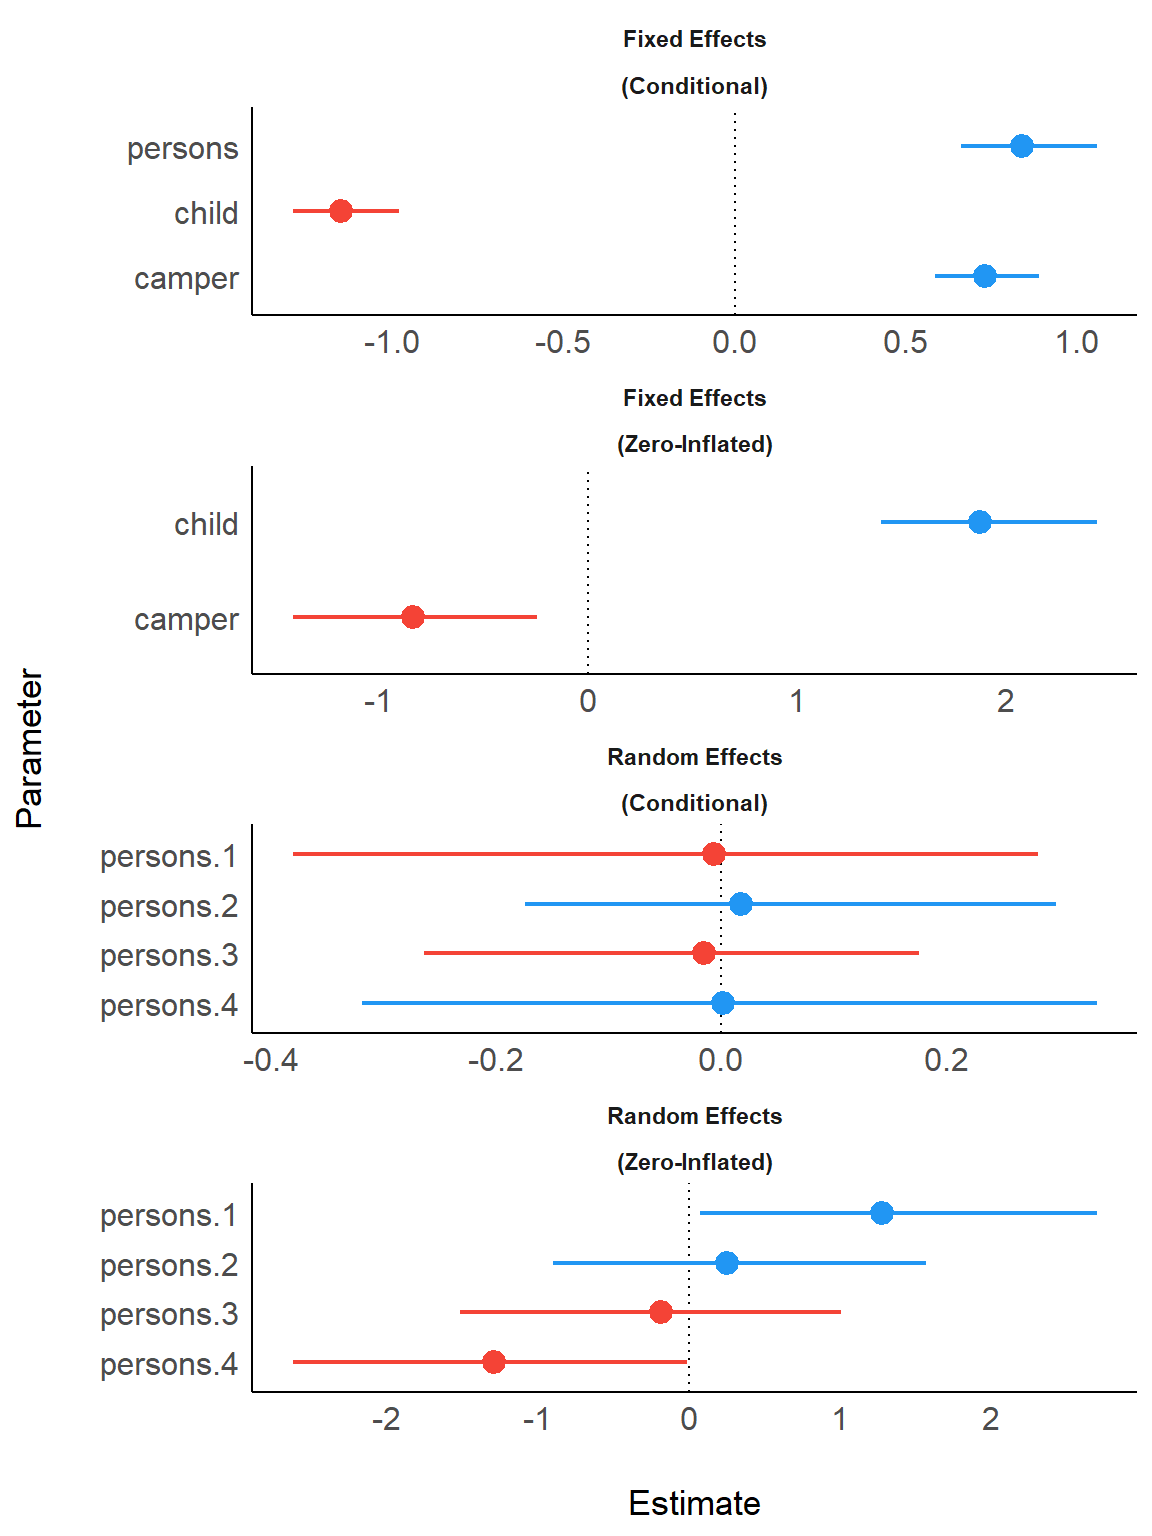 Fixed Effects
(Conditional)
persons
child
camper
-1.0 -0.5 0.0 0.5 1.0
Fixed Effects
(Zero-Inflated)
child
camper
-1 0 1 2
Parameter
Random Effects
(Conditional)
persons.1
persons.2
persons.3
persons.4
-0.4 -0.2 0.0 0.2
Random Effects
(Zero-Inflated)
persons.1
persons.2
persons.3
persons.4
-2 -1 0 1 2
Estimate